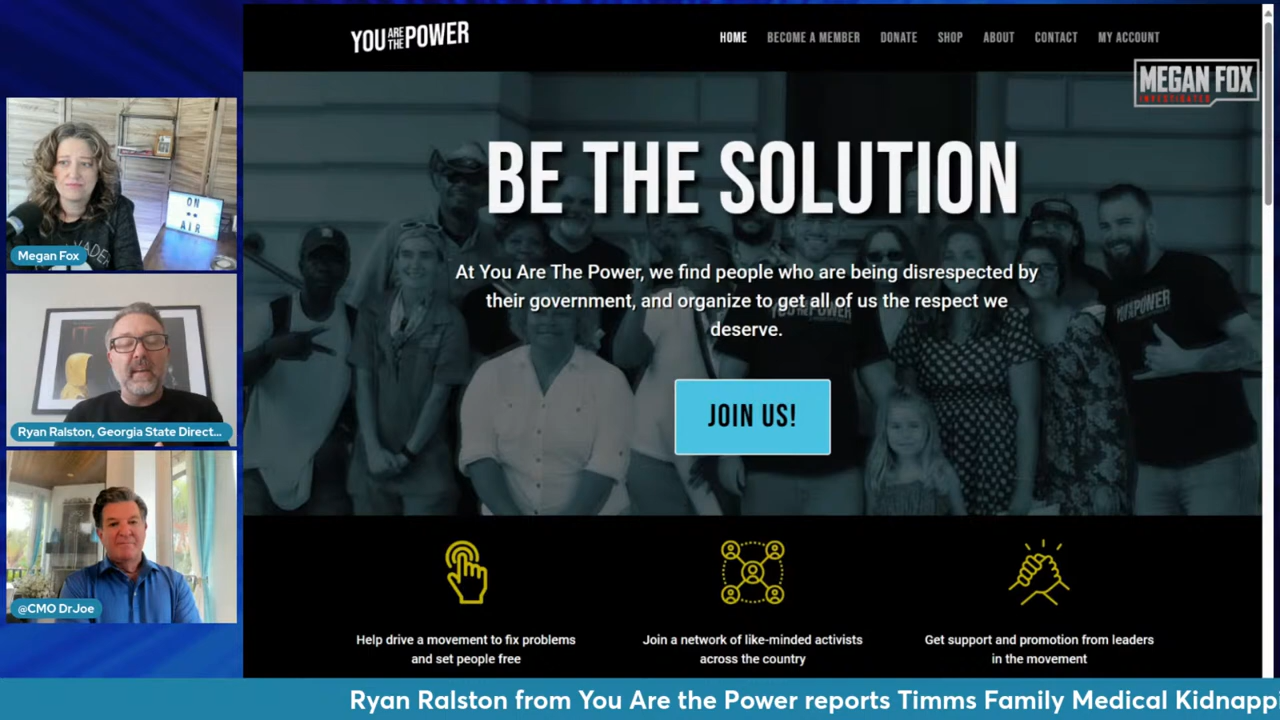 YOU ARE THE POWER
HOME BECOME A MEMBER DONATE SHOP ABOUT CONTACT MY ACCOUNT
MEGAN FOX
INVESTIGATES
BE THE SOLUTION
At You Are The Power, we find people who are being disrespected by
their government, and organize to get all of us the respect we
deserve.
JOIN US!
Help drive a movement to fix problems
and set people free
Join a network of like-minded activists
across the country
Get support and promotion from leaders
in the movement
ON
AIR
VADER
Megan Fox
Ryan Ralston, Georgia State Direct...
@CMO DrJoe
Ryan Ralston from You Are the Power reports Timms Family Medical Kidnapp